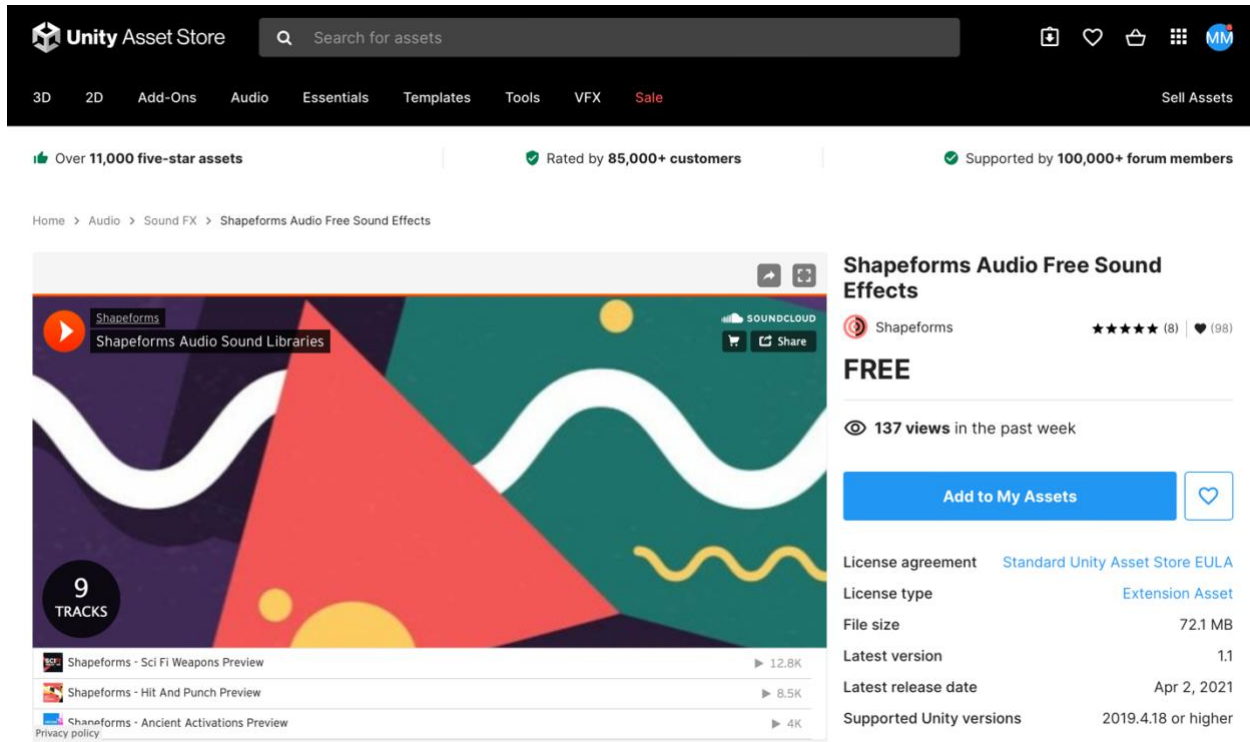 Unity Asset Store
Search for assets
MM
3D 2D Add-Ons Audio Essentials Templates Tools VFX Sale Sell Assets
Over 11,000 five-star assets Rated by 85,000+ customers Supported by 100,000+ forum members
Home > Audio > Sound FX > Shapeforms Audio Free Sound Effects
Shapeforms
Shapeforms Audio Sound Libraries
SOUNDCLOUD
Share
9
TRACKS
Shapeforms - Sci Fi Weapons Preview 12.8K
Shapeforms - Hit And Punch Preview 8.5K
Shapeforms - Ancient Activations Preview 4K
Privacy policy
Shapeforms Audio Free Sound
Effects
Shapeforms (8) (98)
FREE
137 views in the past week
Add to My Assets
License agreement Standard Unity Asset Store EULA
License type Extension Asset
File size 72.1 MB
Latest version 1.1
Latest release date Apr 2, 2021
Supported Unity versions 2019.4.18 or higher